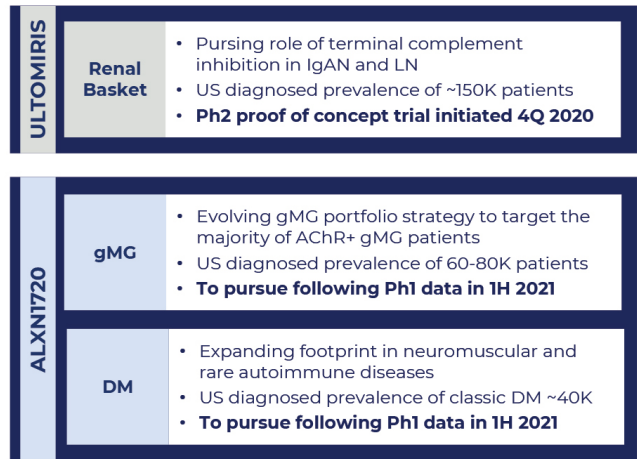 ULTOMIRIS
Renal
Basket
• Pursing role of terminal complement
inhibition in IgAN and LN
• US diagnosed prevalence of ~150K patients
• Ph2 proof of concept trial initiated 4Q 2020
ALXN1720
gMG
• Evolving gMG portfolio strategy to target the
majority of AChR+ gMG patients
• US diagnosed prevalence of 60-80K patients
• To pursue following Ph1 data in 1H 2021
DM
• Expanding footprint in neuromuscular and
rare autoimmune diseases
• US diagnosed prevalence of classic DM ~40K
• To pursue following Ph1 data in 1H 2021